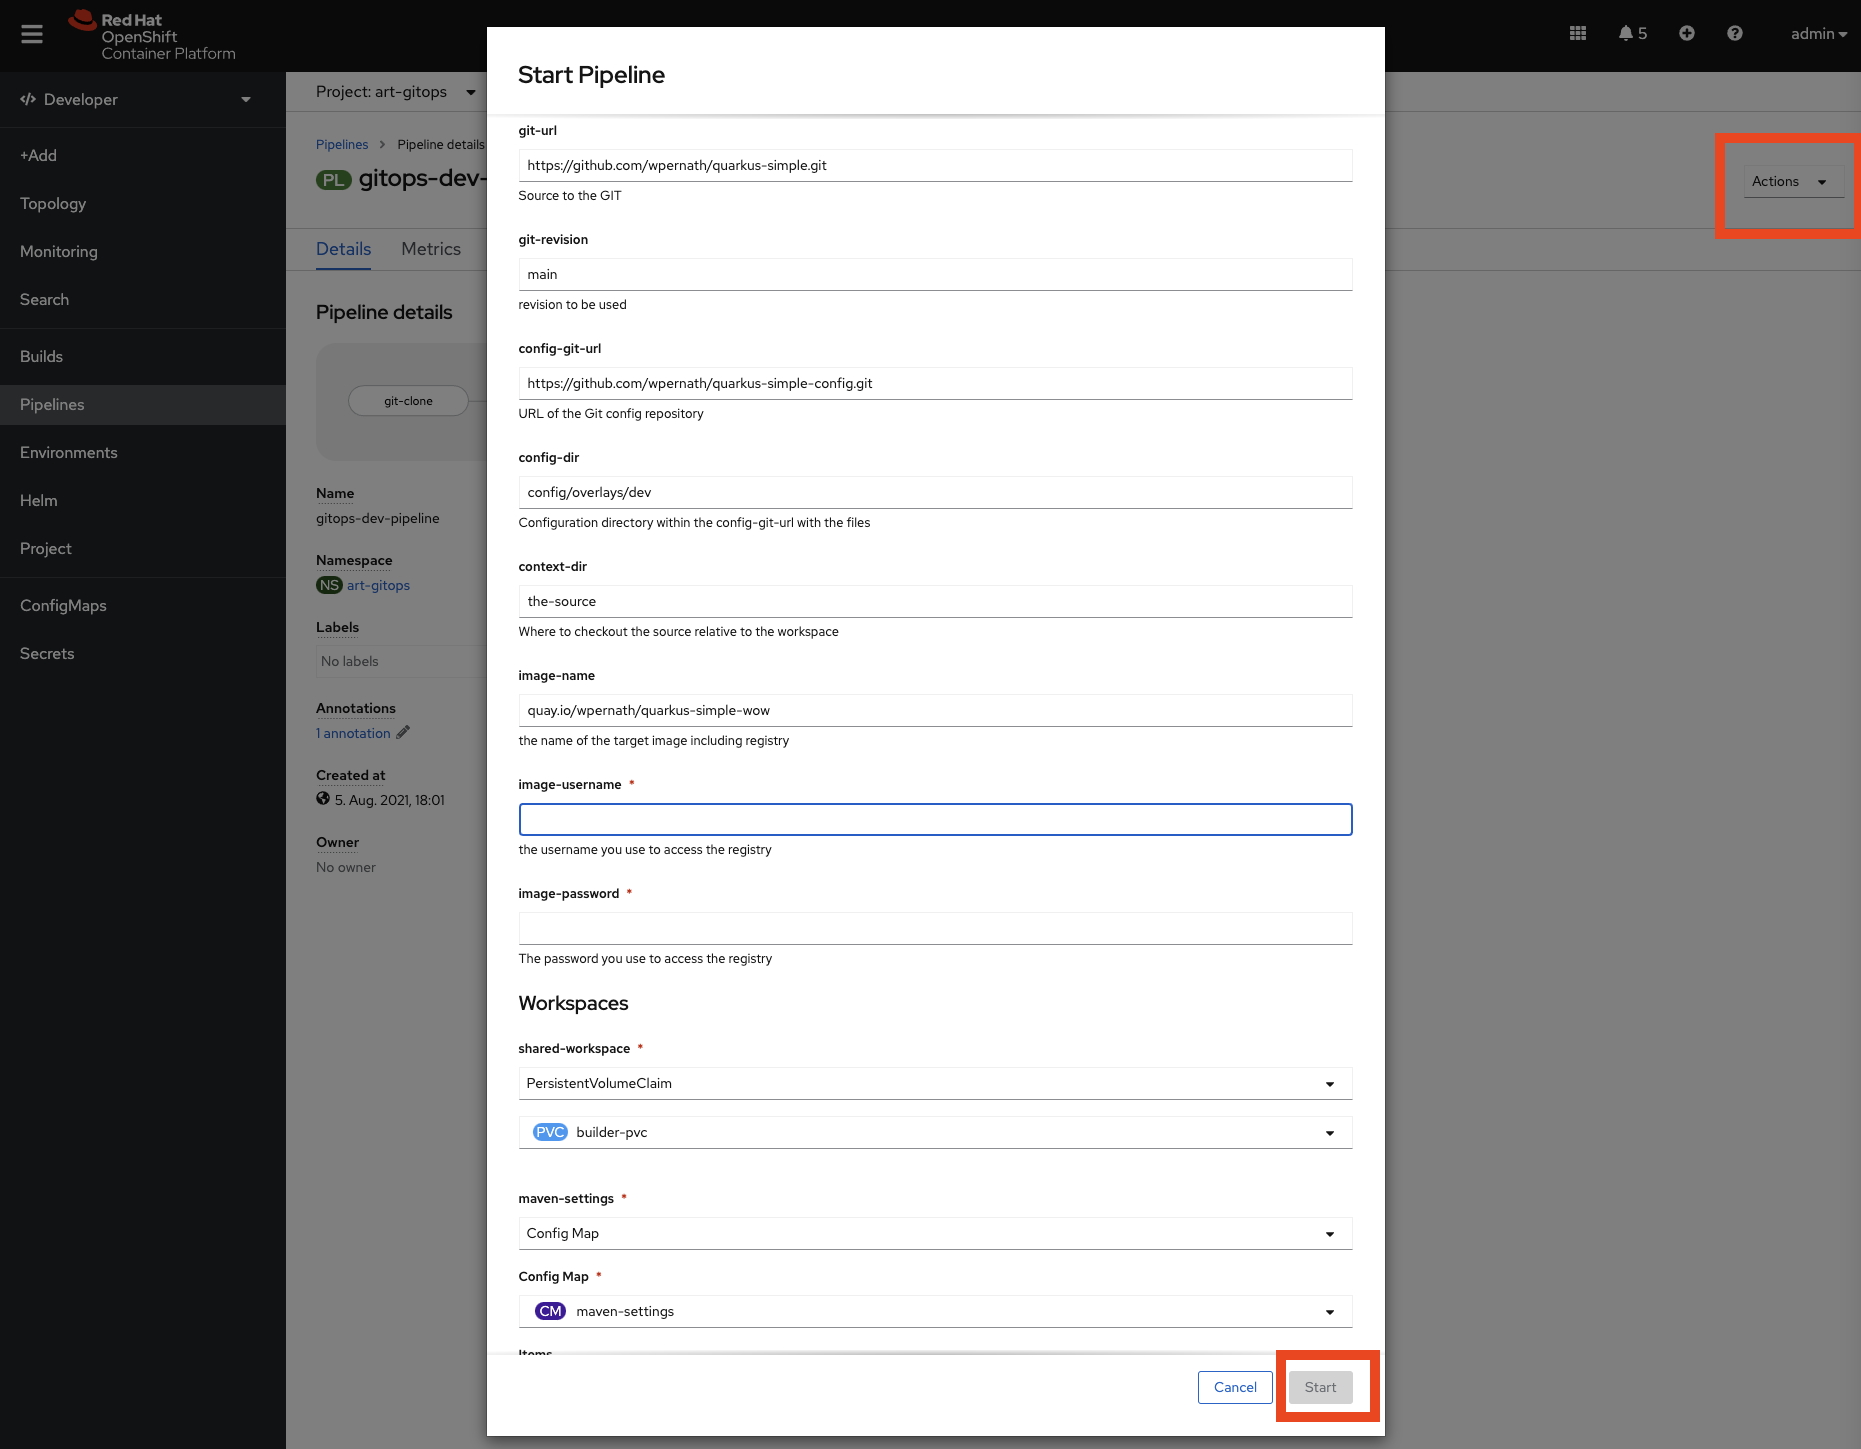 Red Hat
OpenShift
Container Platform
5
admin
Developer
+Add
Topology
Monitoring
Search
Builds
Pipelines
Environments
Helm
Project
ConfigMaps
Secrets
Project: art-gitops
Pipelines > Pipeline details
PL gitops-dev-
Actions
Details Metrics
Pipeline details
git-clone
Name
gitops-dev-pipeline
Namespace
NS art-gitops
Labels
No labels
Annotations
1 annotation
Created at
5. Aug. 2021, 18:01
Owner
No owner
Start Pipeline
git-url
https://github.com/wpernath/quarkus-simple.git
Source to the GIT
git-revision
main
revision to be used
config-git-url
https://github.com/wpernath/quarkus-simple-config.git
URL of the Git config repository
config-dir
config/overlays/dev
Configuration directory within the config-git-url with the files
context-dir
the-source
Where to checkout the source relative to the workspace
image-name
quay.io/wpernath/quarkus-simple-wow
the name of the target image including registry
image-username *
the username you use to access the registry
image-password *
The password you use to access the registry
Workspaces
shared-workspace *
PersistentVolumeClaim
PVC builder-pvc
maven-settings *
Config Map
Config Map *
CM maven-settings
Items
Cancel Start